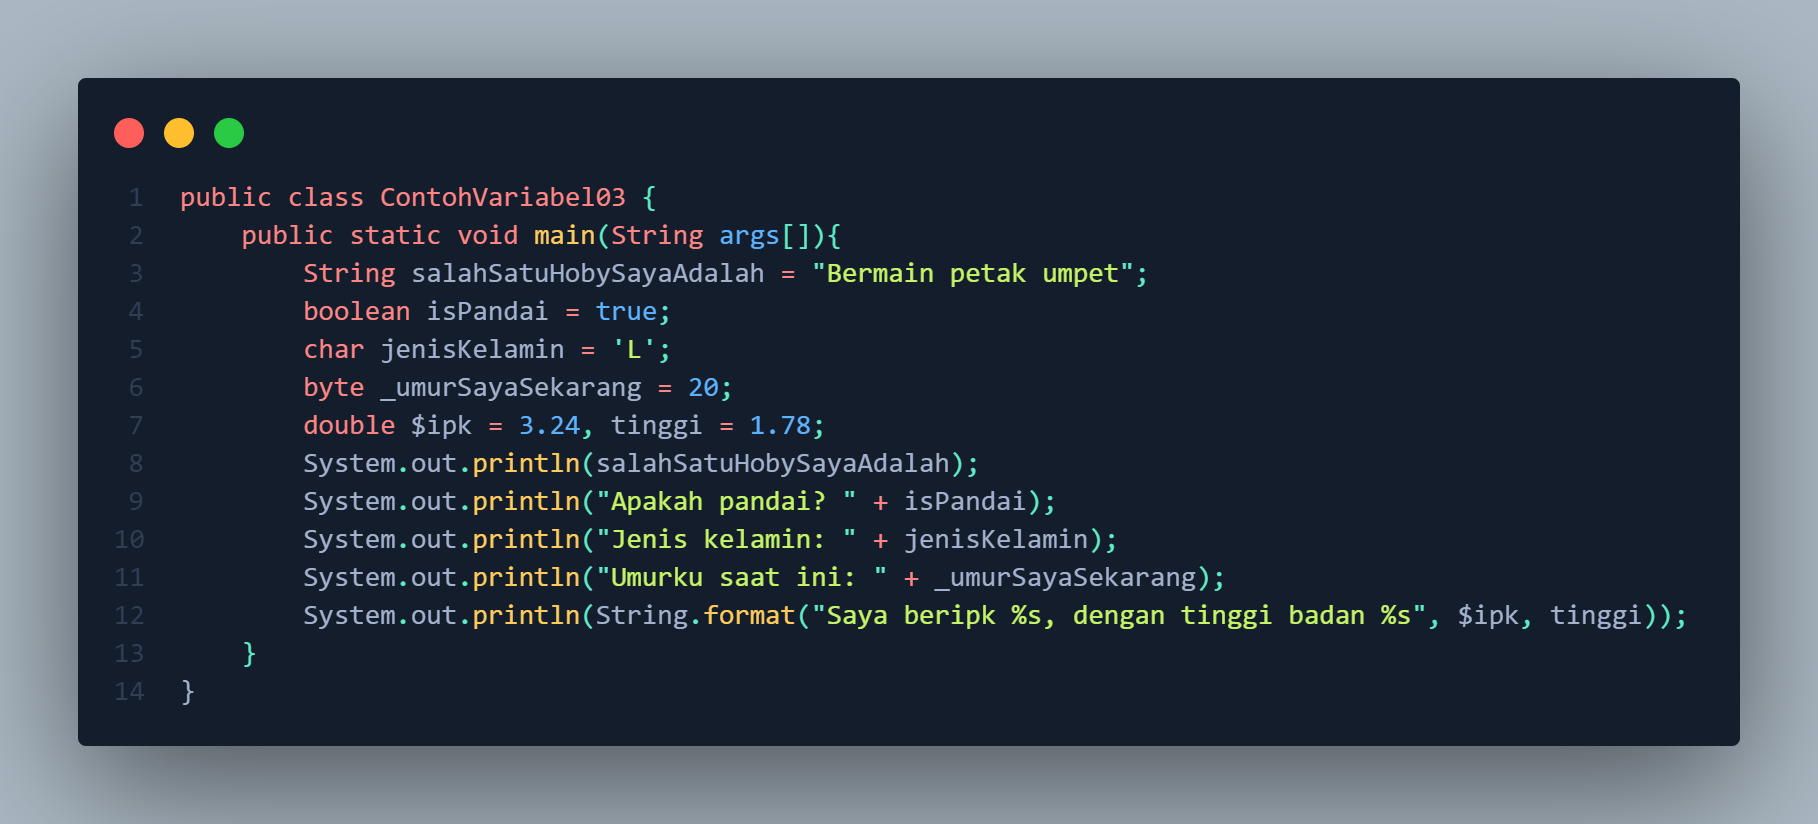 1 public class ContohVariabel03 {
2     public static void main(String args[]){
3         String salahSatuHobySayaAdalah = "Bermain petak umpet";
4         boolean isPandai = true;
5         char jenisKelamin = 'L';
6         byte _umurSayaSekarang = 20;
7         double $ipk = 3.24, tinggi = 1.78;
8         System.out.println(salahSatuHobySayaAdalah);
9         System.out.println("Apakah pandai? " + isPandai);
10         System.out.println("Jenis kelamin: " + jenisKelamin);
11         System.out.println("Umurku saat ini: " + _umurSayaSekarang);
12         System.out.println(String.format("Saya beripk %s, dengan tinggi badan %s", $ipk, tinggi));
13     }
14 }